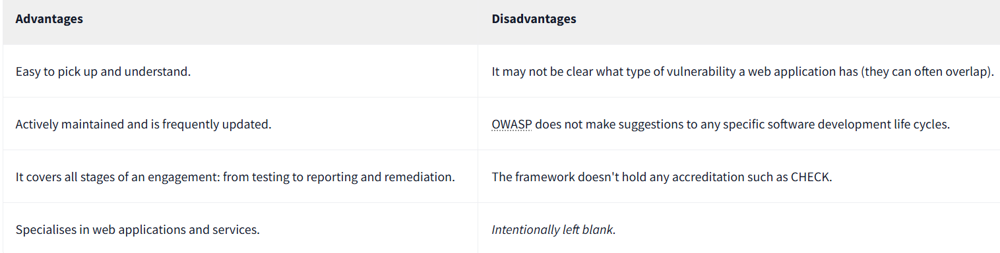 Advantages
Disadvantages
Easy to pick up and understand.
It may not be clear what type of vulnerability a web application has (they can often overlap).
Actively maintained and is frequently updated.
OWASP does not make suggestions to any specific software development life cycles.
It covers all stages of an engagement: from testing to reporting and remediation.
The framework doesn't hold any accreditation such as CHECK.
Specialises in web applications and services.
Intentionally left blank.